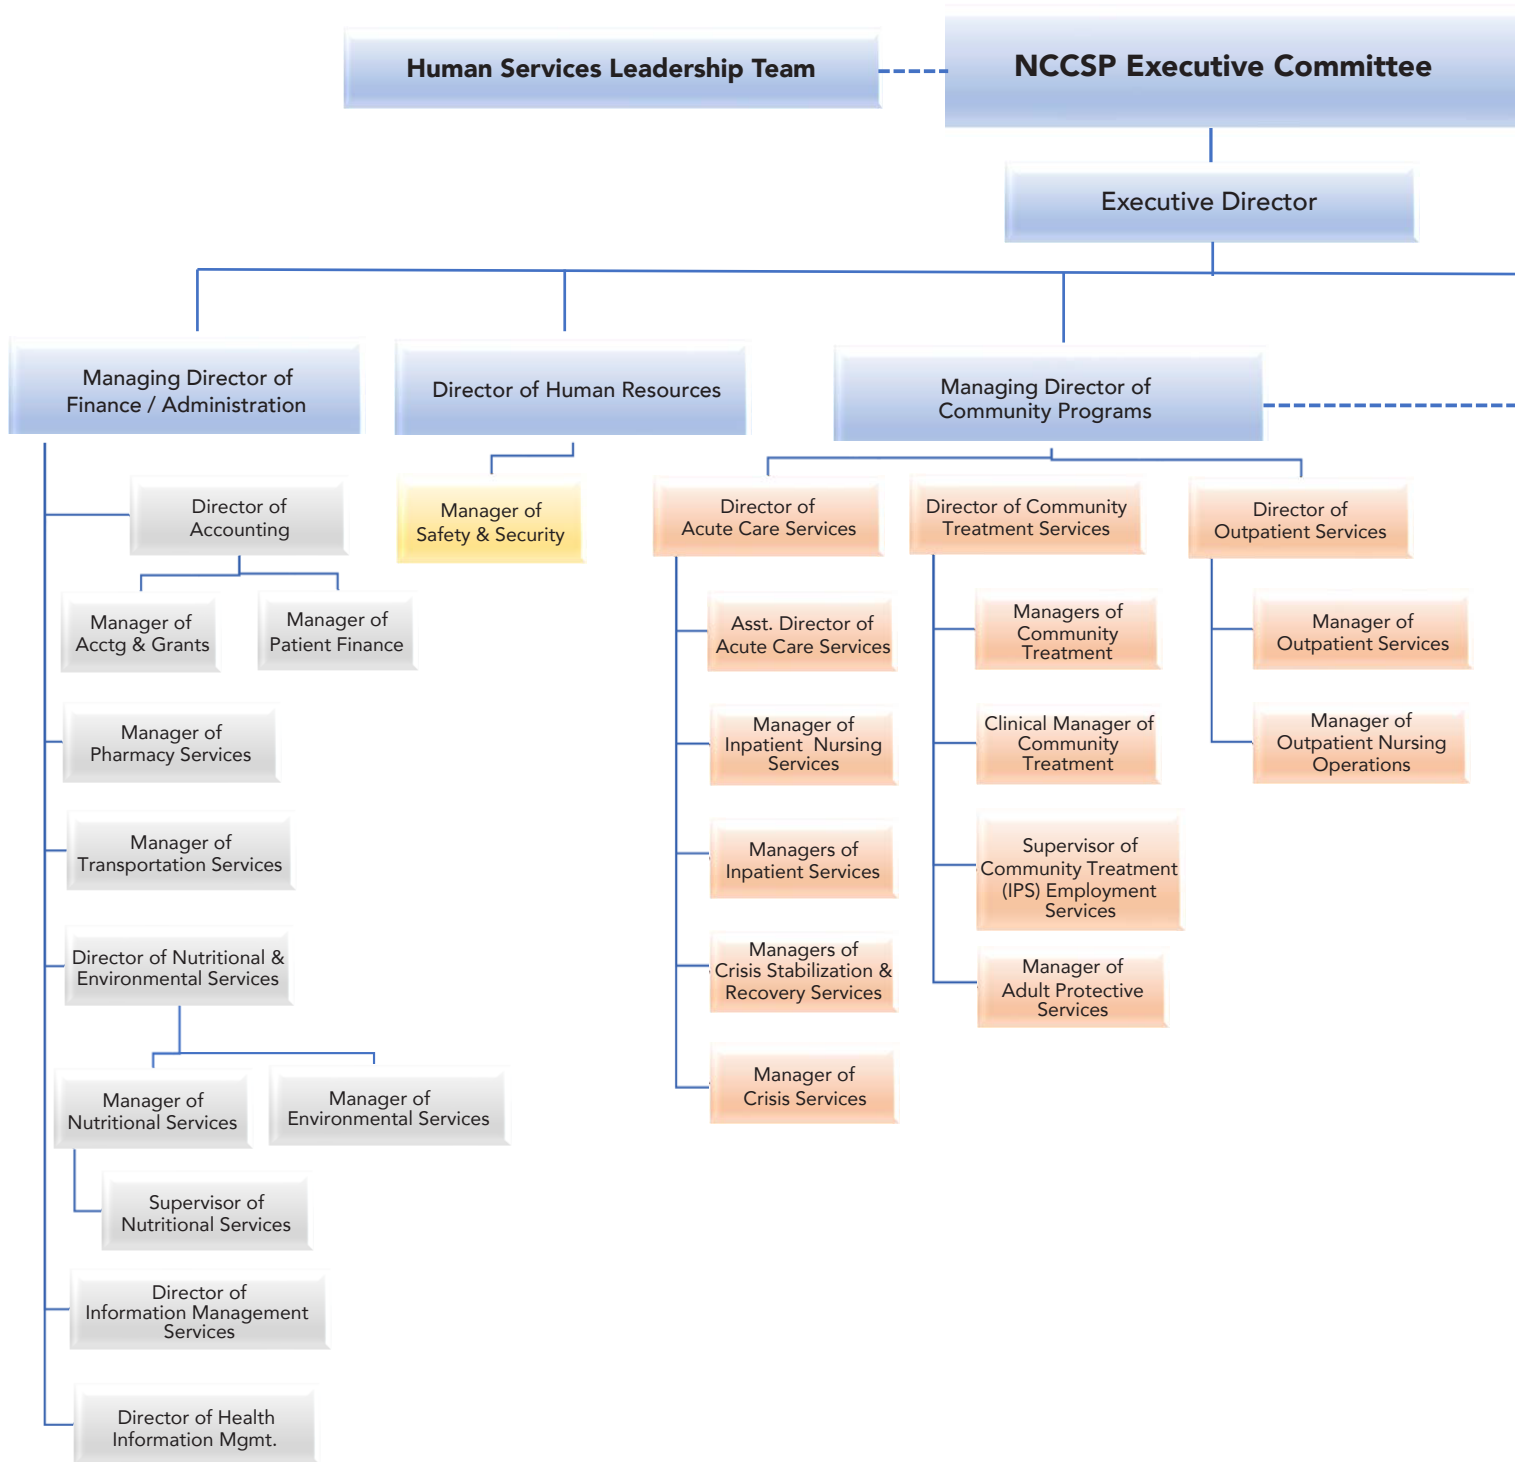 Human Services Leadership Team
NCCSP Executive Committee
Executive Director
Managing Director of
Finance / Administration
Director of Human Resources
Managing Director of
Community Programs
Director of
Accounting
Manager of
Acctg & Grants
Manager of
Patient Finance
Manager of
Pharmacy Services
Manager of
Transportation Services
Director of Nutritional &
Environmental Services
Manager of
Nutritional Services
Manager of
Environmental Services
Supervisor of
Nutritional Services
Director of
Information Management
Services
Director of Health
Information Mgmt.
Manager of
Safety & Security
Director of
Acute Care Services
Asst. Director of
Acute Care Services
Manager of
Inpatient Nursing
Services
Managers of
Inpatient Services
Managers of
Crisis Stabilization &
Recovery Services
Manager of
Crisis Services
Director of Community
Treatment Services
Managers of
Community
Treatment
Clinical Manager of
Community
Treatment
Supervisor of
Community Treatment
(IPS) Employment
Services
Manager of
Adult Protective
Services
Director of
Outpatient Services
Manager of
Outpatient Services
Manager of
Outpatient Nursing
Operations